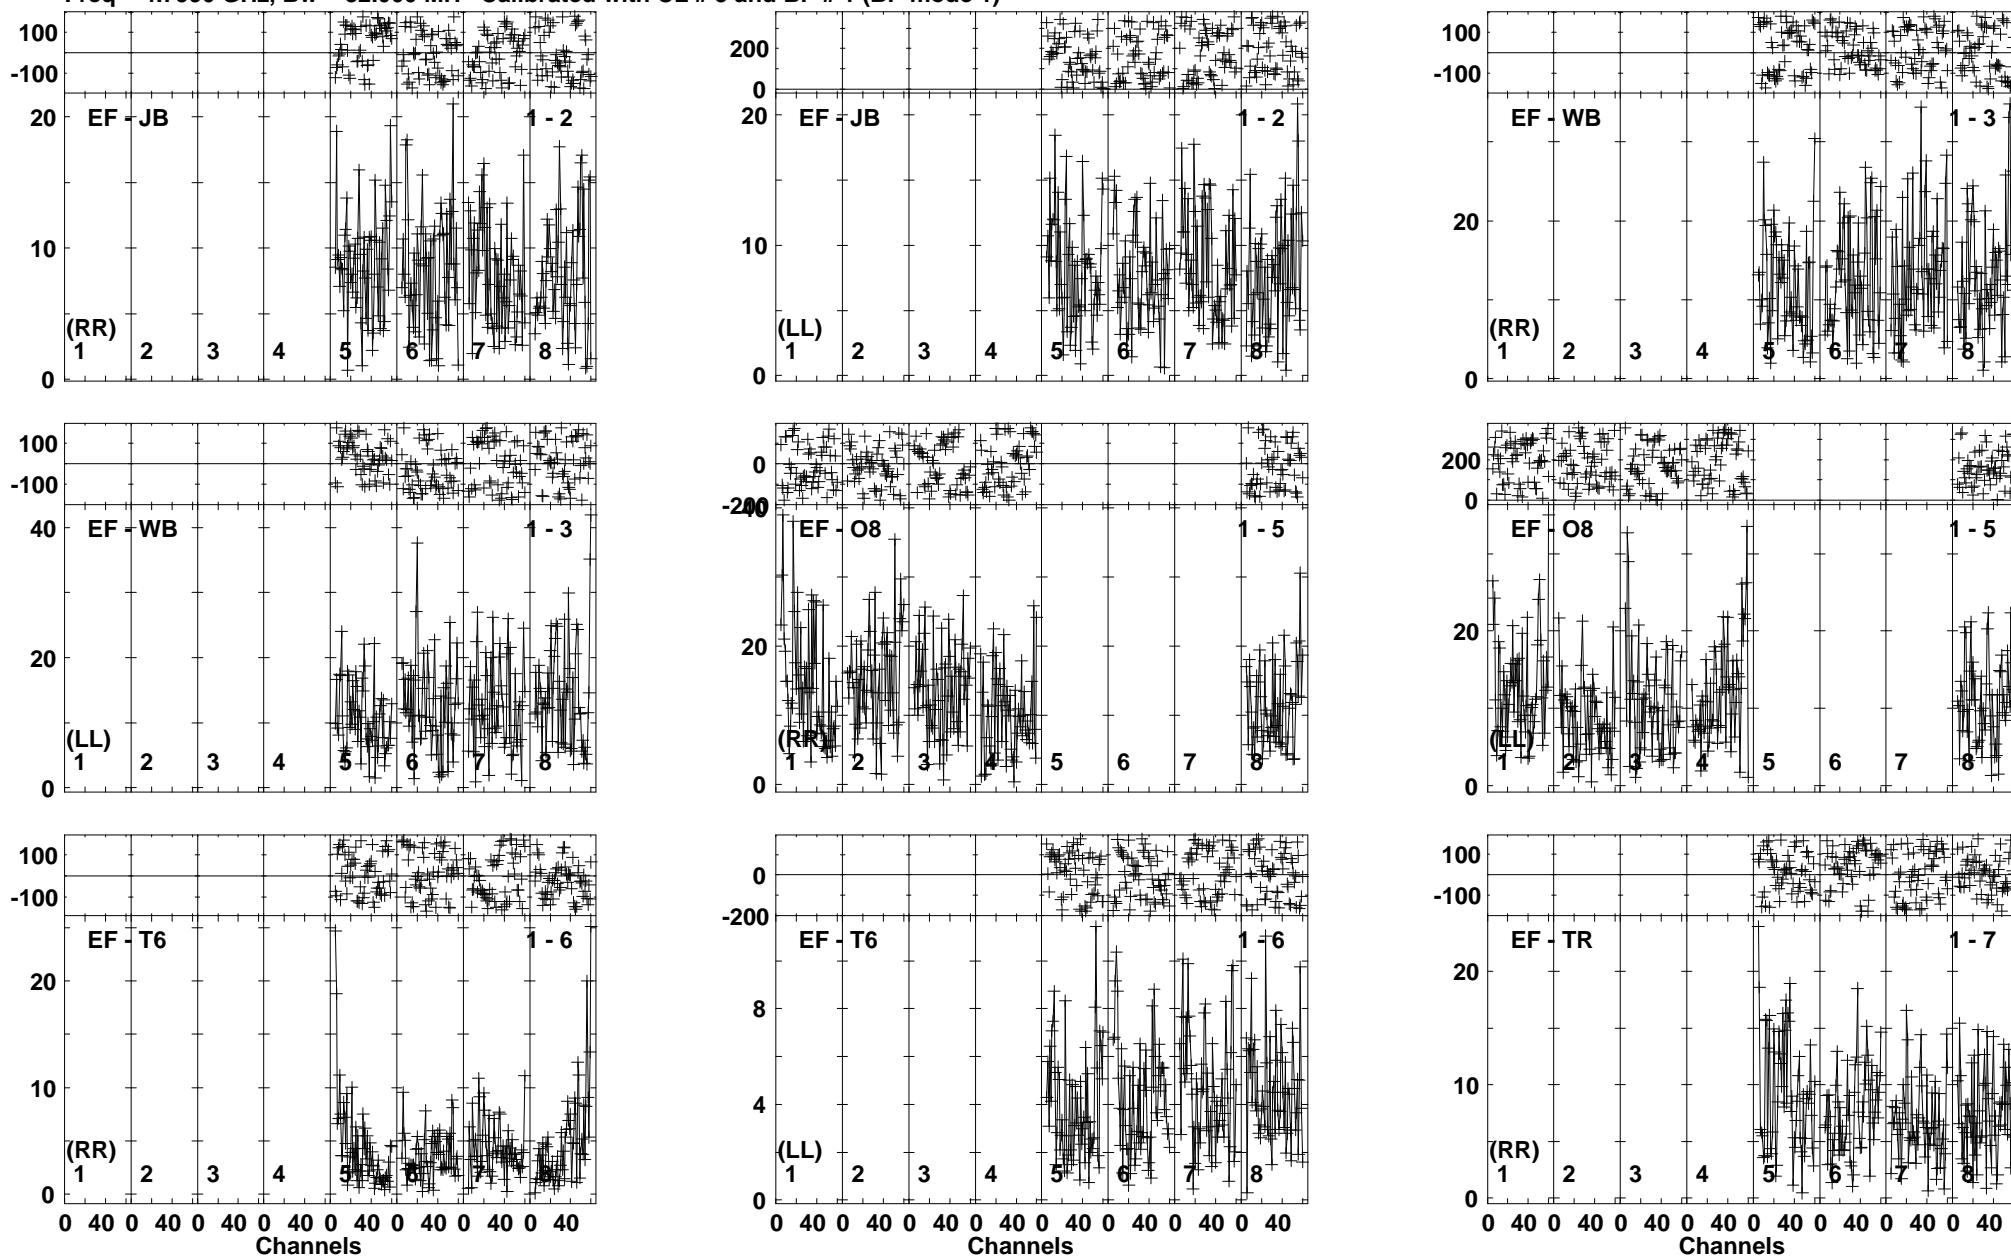 100 -100 EF - JB 1 - 2 20 10 0 (RR) 1 2 3 4 5 6 7 8
200 0 EF - JB 1 - 2 20 10 0 (LL) 1 2 3 4 5 6 7 8
100 -100 EF - WB 1 - 3 20 0 (RR) 1 2 3 4 5 6 7 8
100 -100 EF - WB 1 - 3 40 20 0 (LL) 1 2 3 4 5 6 7 8
0 -200 EF - O8 1 - 5 40 20 0 (RR) 1 2 3 4 5 6 7 8
200 0 EF - O8 1 - 5 20 0 (LL) 1 2 3 4 5 6 7 8
100 -100 EF - T6 1 - 6 20 10 0 (RR) 1 2 3 4 5 6 7 8
0 40 0 40 0 40 0 40 0 40 0 40 0 40 0 40
Channels
0 -200 EF - T6 1 - 6 8 4 0 (LL) 1 2 3 4 5 6 7 8
0 40 0 40 0 40 0 40 0 40 0 40 0 40 0 40
Channels
100 -100 EF - TR 1 - 7 20 10 0 (RR) 1 2 3 4 5 6 7 8
0 40 0 40 0 40 0 40 0 40 0 40 0 40 0 40
Channels